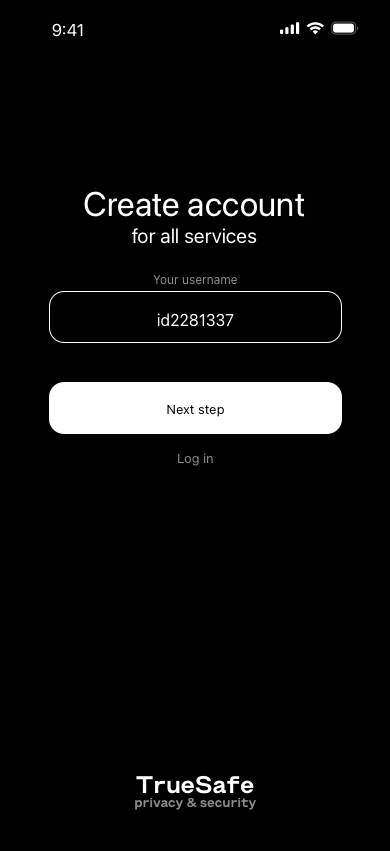 9:41
Create account
for all services
Your username
id2281337
Next step
Log in
TrueSafe
privacy & security